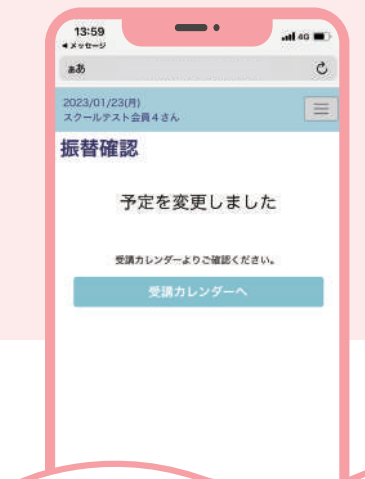 13:59
4G
◀メッセージ
ぁあ
2023/01/23(月)
スクールテスト会員4さん
振替確認
予定を変更しました
受講カレンダーよりご確認ください。
受講カレンダーへ